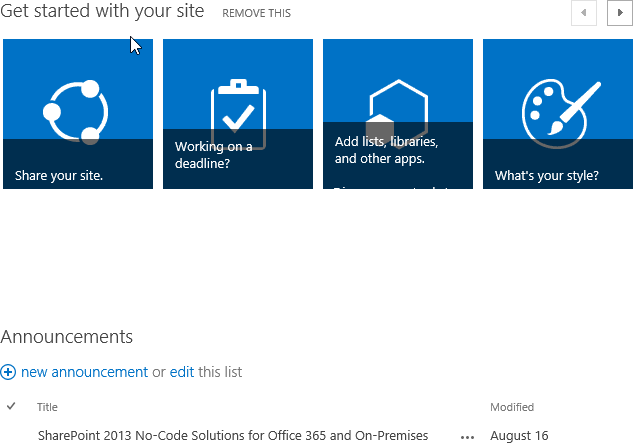 Get started with your site REMOVE THIS
Share your site.
Working on a
deadline?
Add lists, libraries,
and other apps.
What's your style?
Announcements
new announcement or edit this list
Title Modified
SharePoint 2013 No-Code Solutions for Office 365 and On-Premises ... August 16